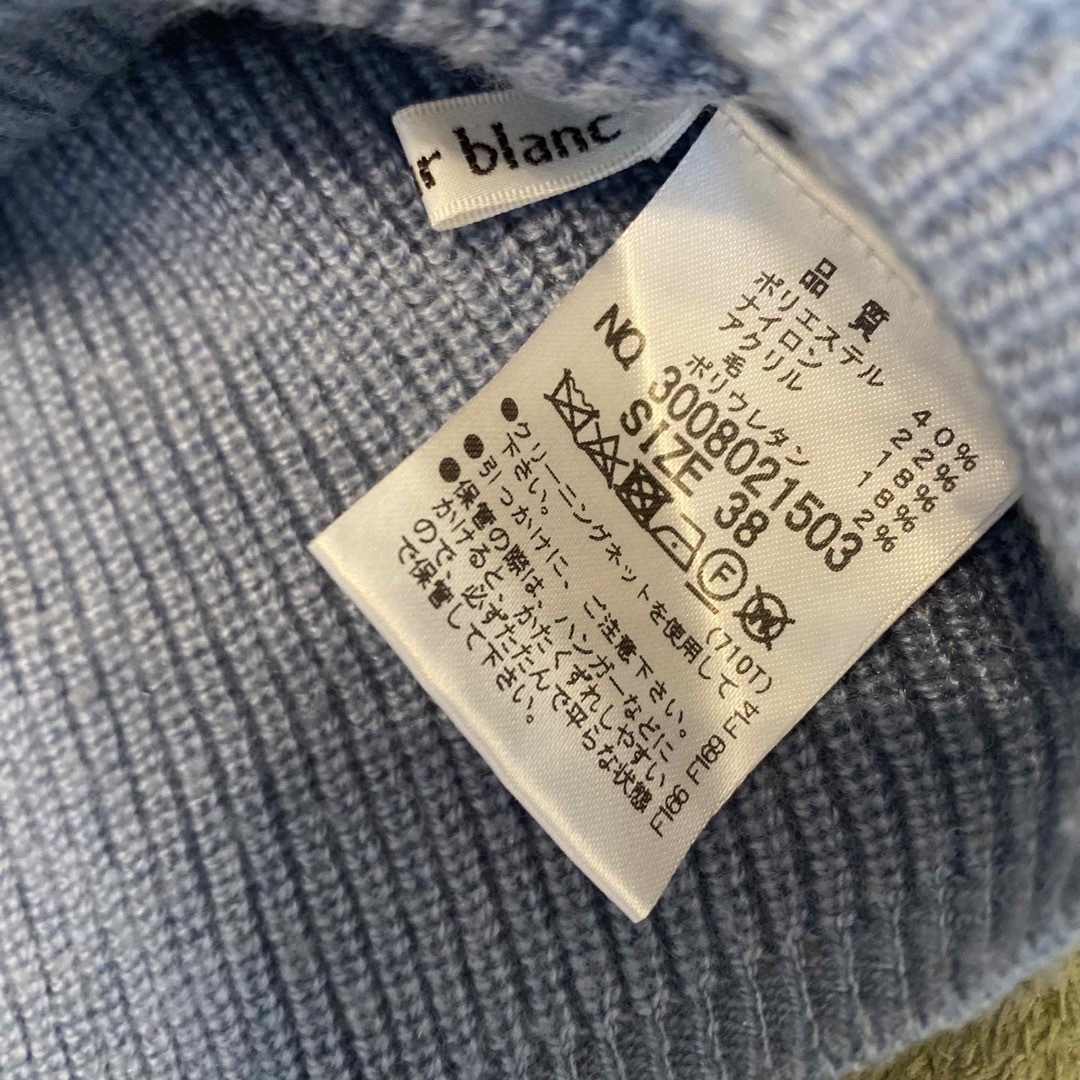 r blanc
品 質
ポリエステル 40%
ナイロン 22%
アクリル 18%
毛 18%
ポリウレタン 2%
NO. 3008021503
SIZE 38
F
W
(710T)
●クリーニングネットを使用して
下さい。
●引っかけに、ご注意下さい。
●保管の際は、ハンガーなどに
かけると、かたくずれしやすい
ので、必ずたたんで平らな状態
で保管して下さい。
F166 F169 F14